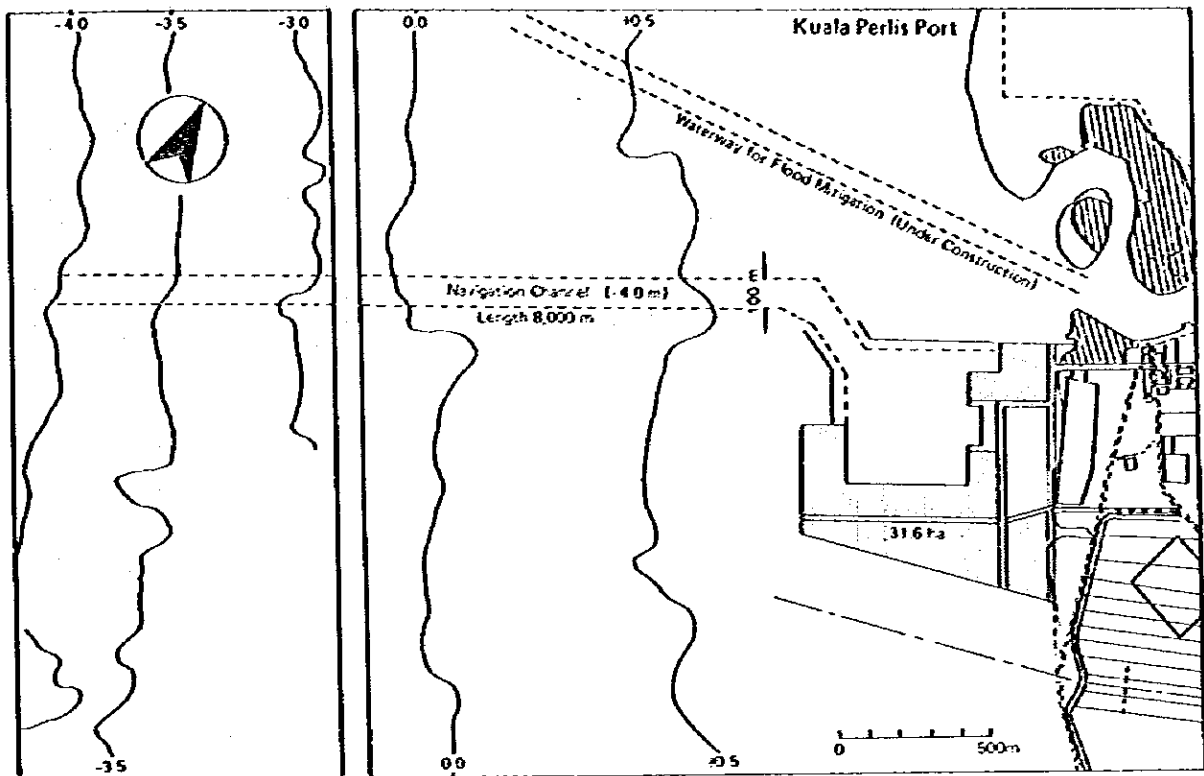 -4.0 -3.5 -3.0 0.0 +0.5
Kuala Perlis Port
Waterway for Flood Mitigation (Under Construction)
Navigation Channel (-4.0 m)
Length 8,000 m
80 m
31.6 ha
0 500m
-3.5 0.0 +0.5